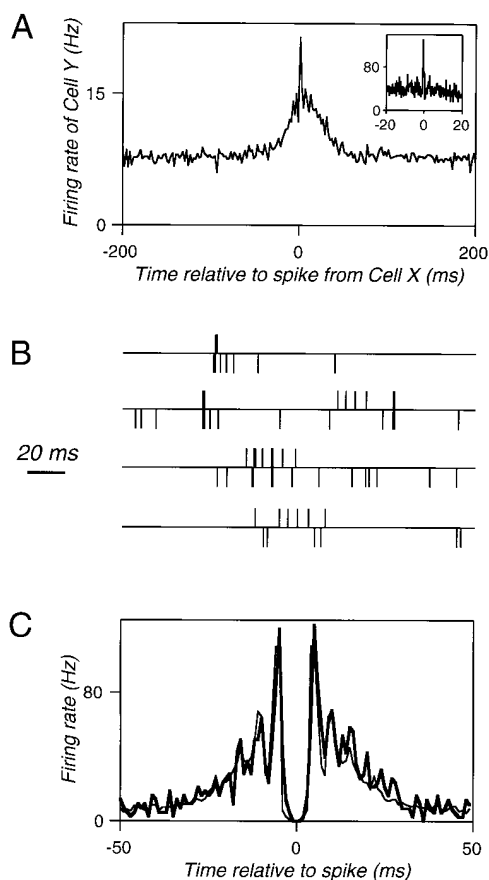 A
Firing rate of Cell Y (Hz)
15
0
80
0
-20 0 20
-200 0 200
Time relative to spike from Cell X (ms)
B
20 ms
C
Firing rate (Hz)
80
0
-50 0 50
Time relative to spike (ms)